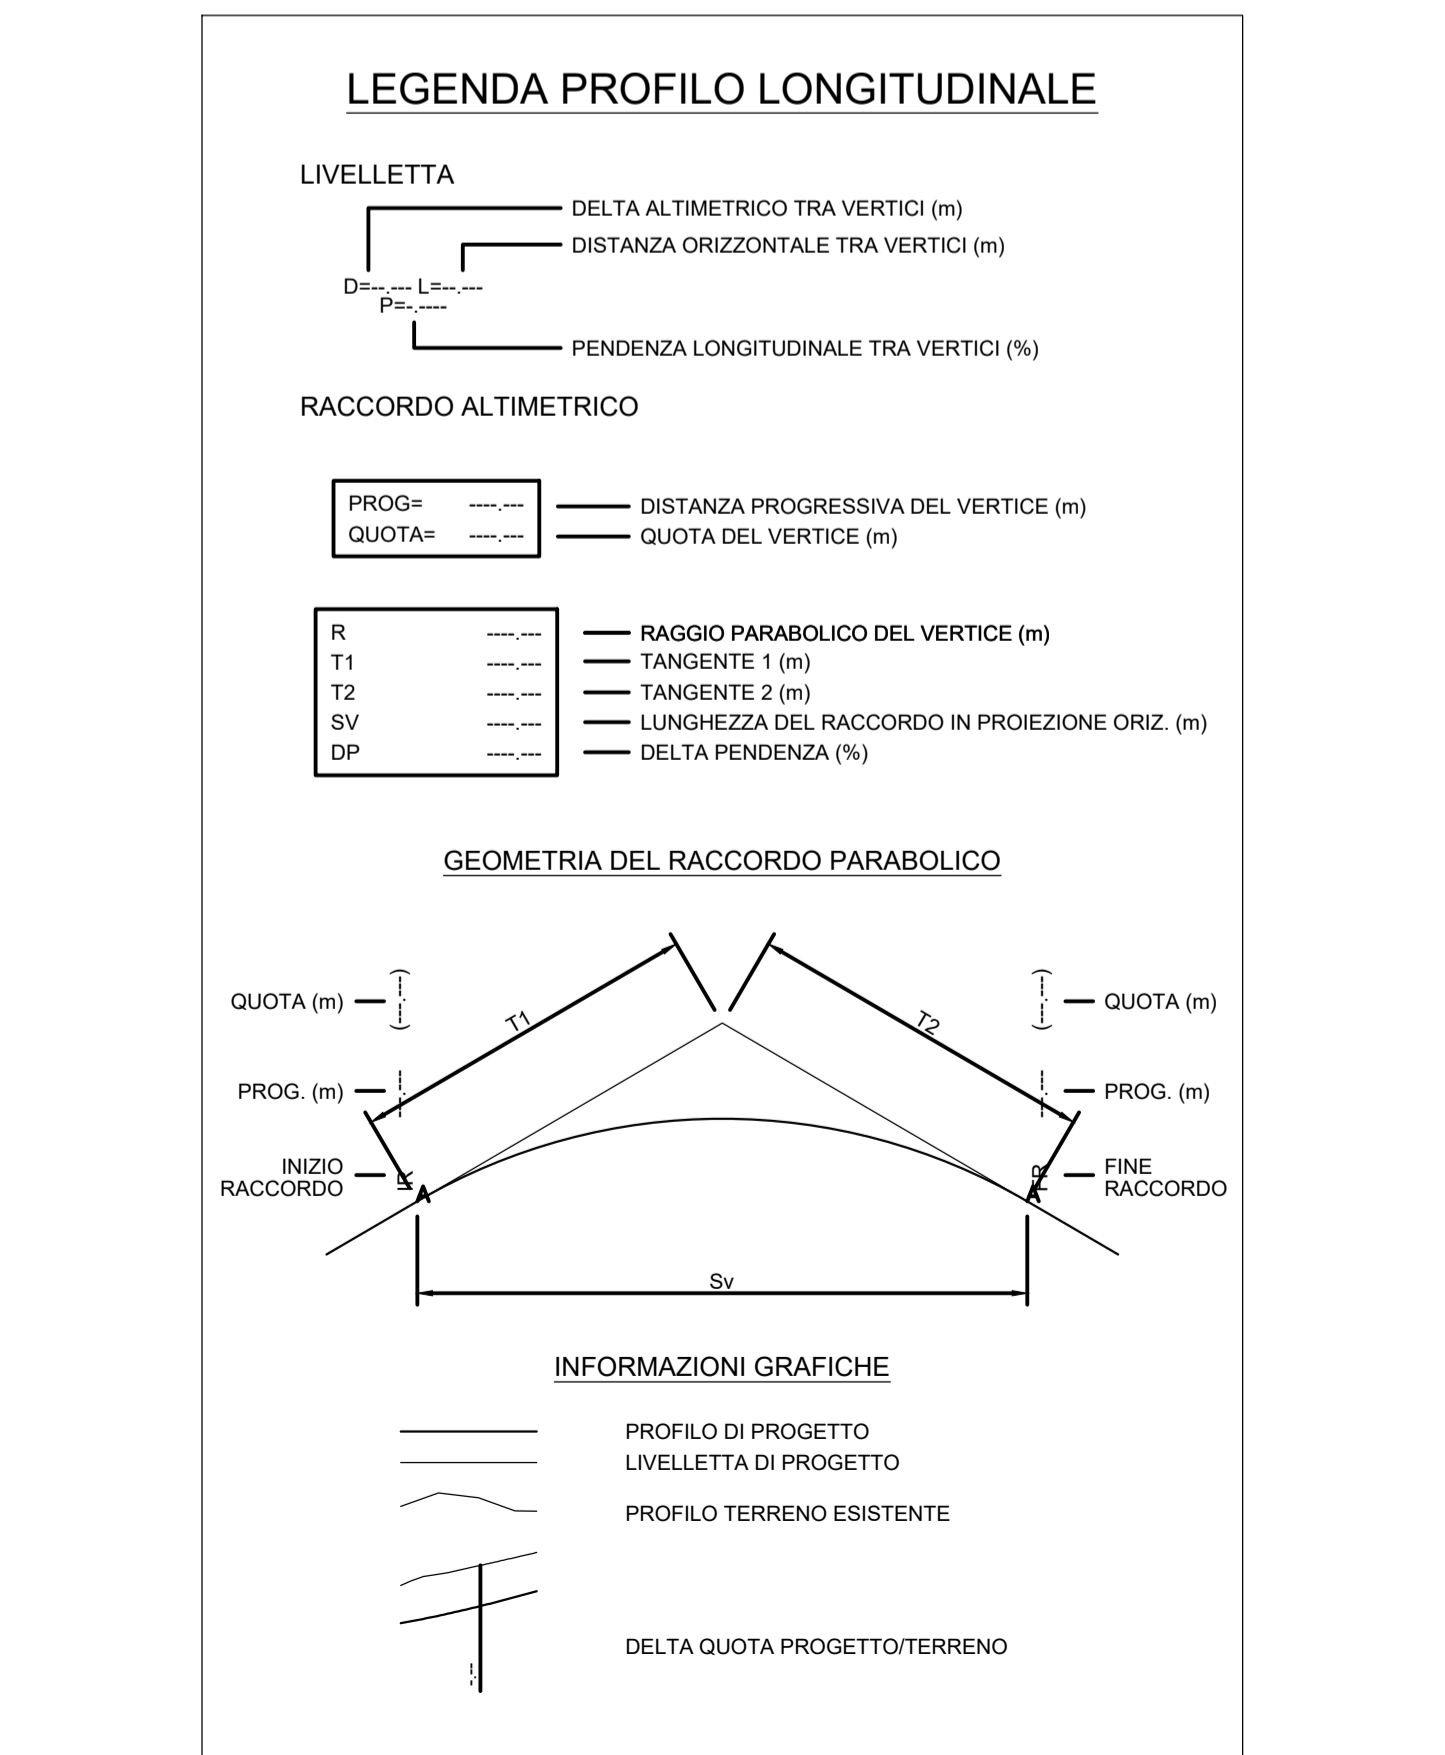 LEGENDA PROFILO LONGITUDINALE
LIVELLETTA
DELTA ALTIMETRICO TRA VERTICI (m)
DISTANZA ORIZZONTALE TRA VERTICI (m)
D=--.--- L=--.---
P=-.----
PENDENZA LONGITUDINALE TRA VERTICI (%)
RACCORDO ALTIMETRICO
PROG= ----.--- DISTANZA PROGRESSIVA DEL VERTICE (m)
QUOTA= ----.--- QUOTA DEL VERTICE (m)
R ----.--- RAGGIO PARABOLICO DEL VERTICE (m)
T1 ----.--- TANGENTE 1 (m)
T2 ----.--- TANGENTE 2 (m)
SV ----.--- LUNGHEZZA DEL RACCORDO IN PROIEZIONE ORIZ. (m)
DP ----.--- DELTA PENDENZA (%)
GEOMETRIA DEL RACCORDO PARABOLICO
QUOTA (m) (----.---) T1 T2 (----.---) QUOTA (m)
PROG. (m) ----.--- ----.--- PROG. (m)
INIZIO
RACCORDO
IR
FR
FINE
RACCORDO
Sv
INFORMAZIONI GRAFICHE
PROFILO DI PROGETTO
LIVELLETTA DI PROGETTO
PROFILO TERRENO ESISTENTE
DELTA QUOTA PROGETTO/TERRENO
-.--